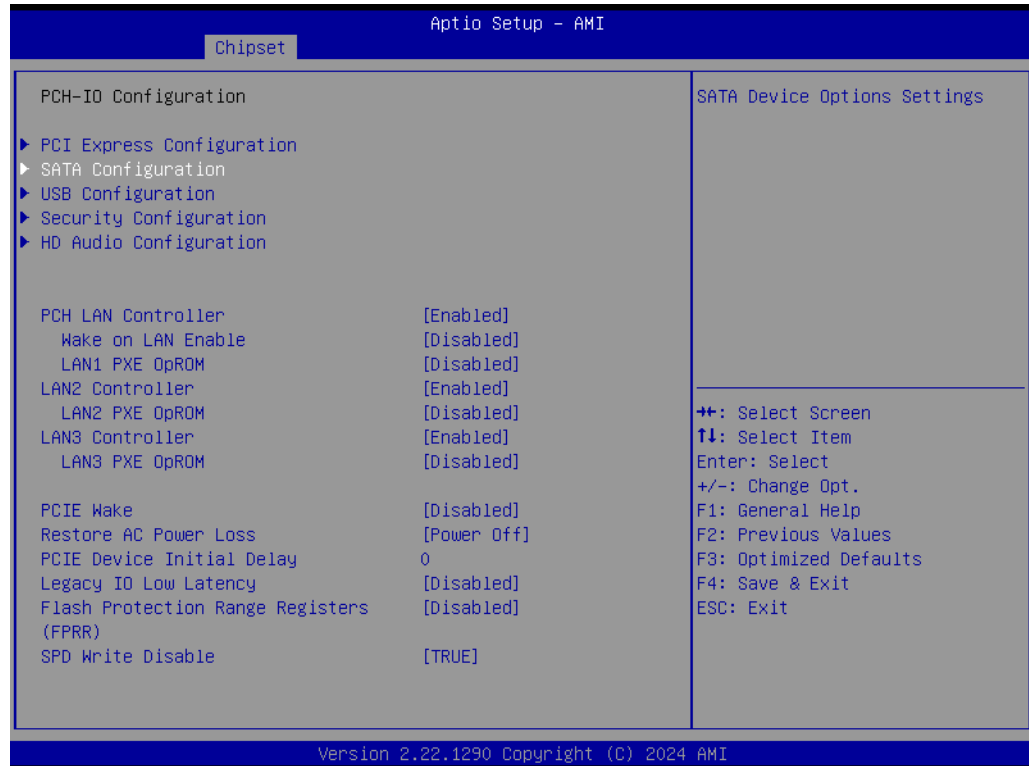 Aptio Setup – AMI
Chipset
PCH-IO Configuration
PCI Express Configuration
SATA Configuration
USB Configuration
Security Configuration
HD Audio Configuration
PCH LAN Controller [Enabled]
Wake on LAN Enable [Disabled]
LAN1 PXE OpROM [Disabled]
LAN2 Controller [Enabled]
LAN2 PXE OpROM [Disabled]
LAN3 Controller [Enabled]
LAN3 PXE OpROM [Disabled]
PCIE Wake [Disabled]
Restore AC Power Loss [Power Off]
PCIE Device Initial Delay 0
Legacy IO Low Latency [Disabled]
Flash Protection Range Registers [Disabled]
(FPRR)
SPD Write Disable [TRUE]
SATA Device Options Settings
→←: Select Screen
↑↓: Select Item
Enter: Select
+/-: Change Opt.
F1: General Help
F2: Previous Values
F3: Optimized Defaults
F4: Save & Exit
ESC: Exit
Version 2.22.1290 Copyright (C) 2024 AMI